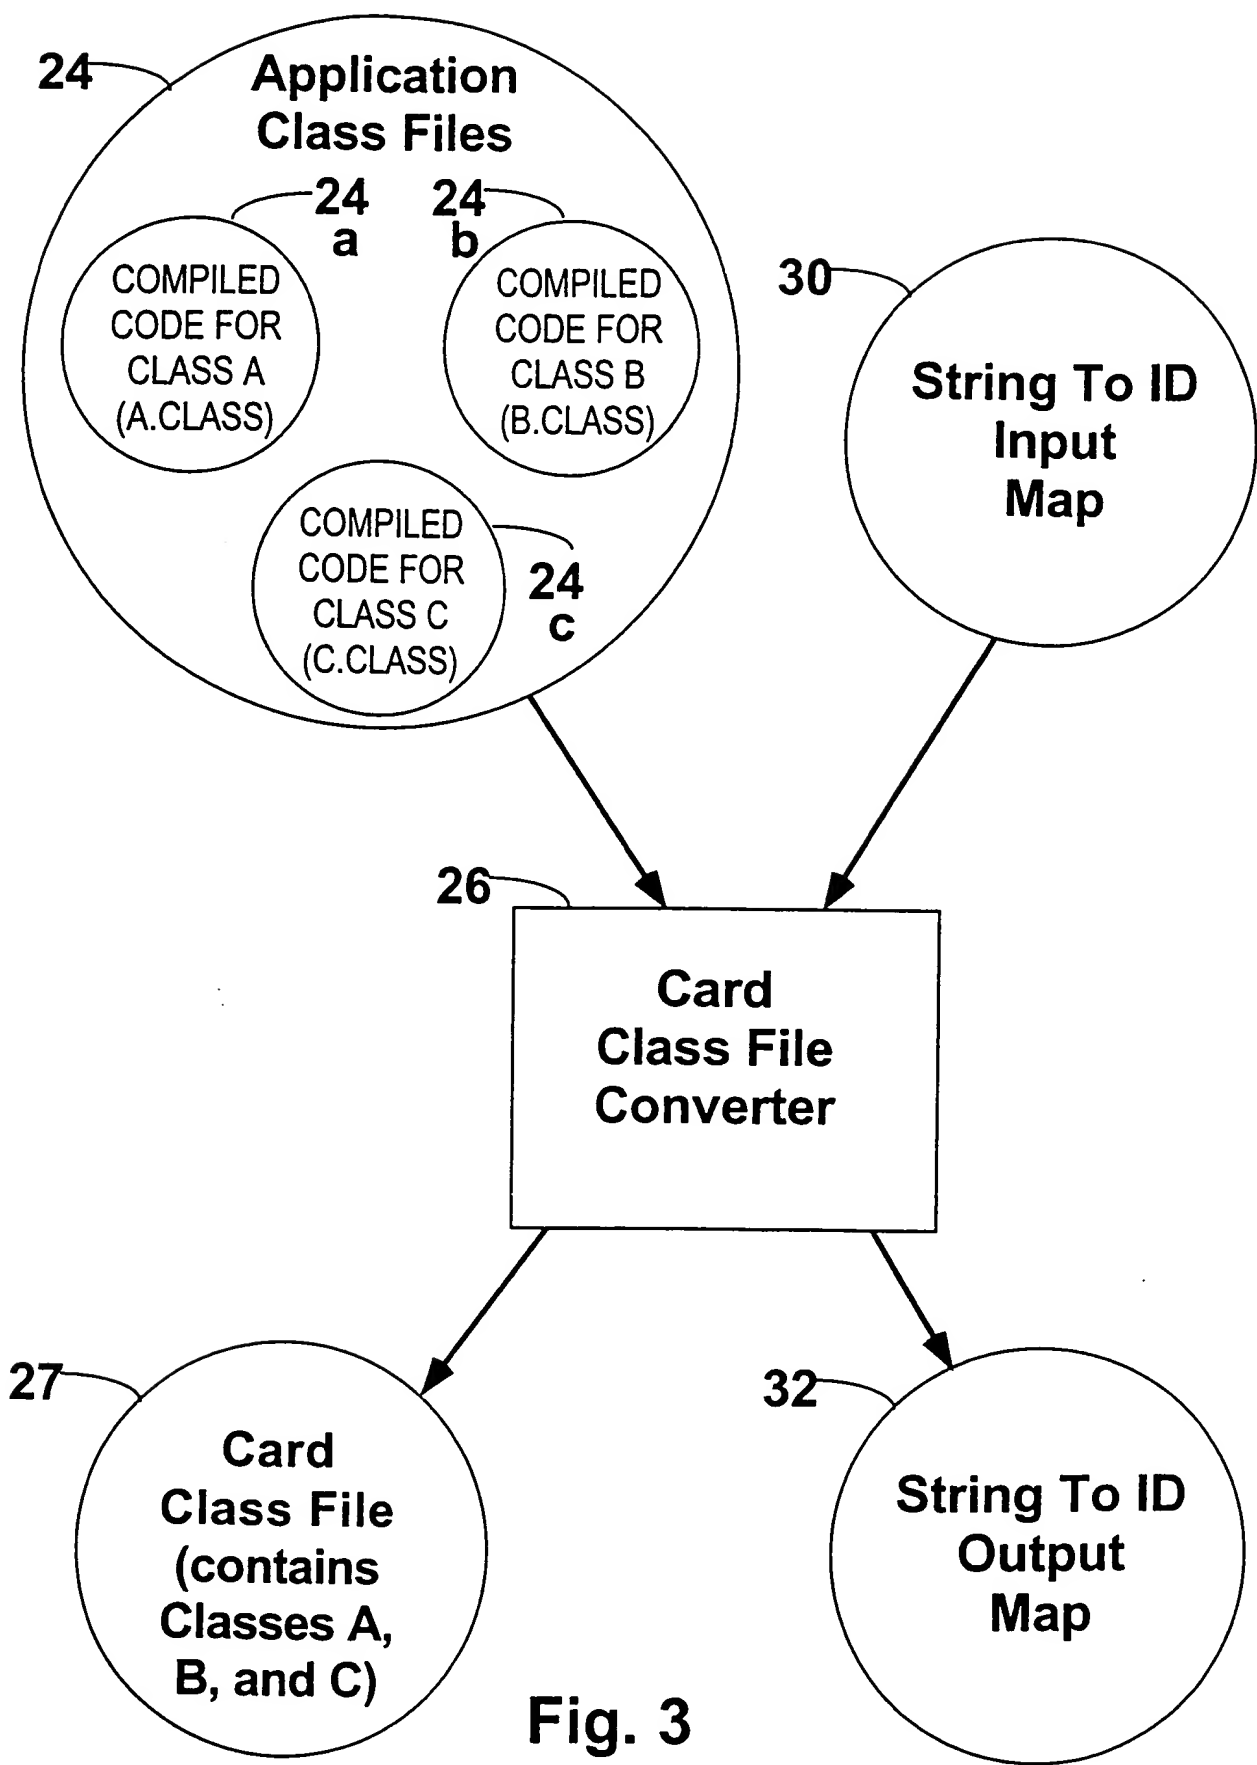 24
Application
Class Files
24
a
24
b
COMPILED
CODE FOR
CLASS A
(A.CLASS)
COMPILED
CODE FOR
CLASS B
(B.CLASS)
COMPILED
CODE FOR
CLASS C
(C.CLASS)
24
c
30
String To ID
Input
Map
26
Card
Class File
Converter
27
Card
Class File
(contains
Classes A,
B, and C)
32
String To ID
Output
Map
Fig. 3